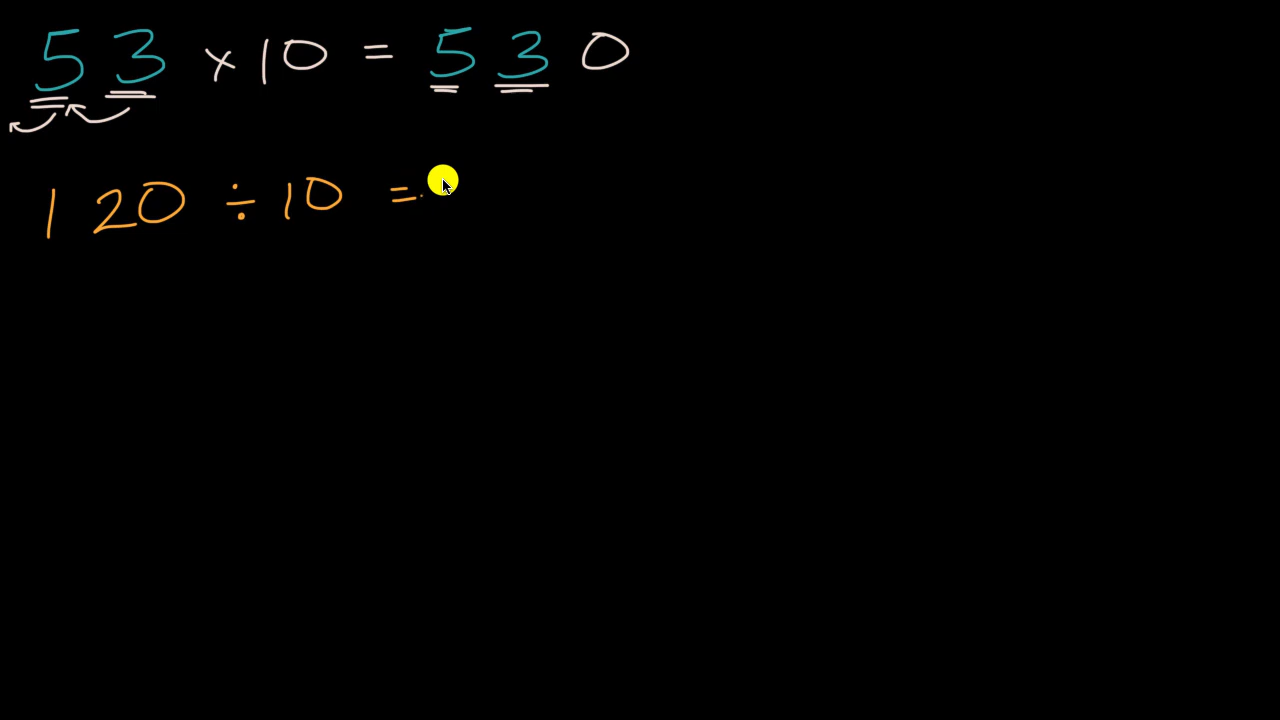 53 × 10 = 530
120 ÷ 10 =